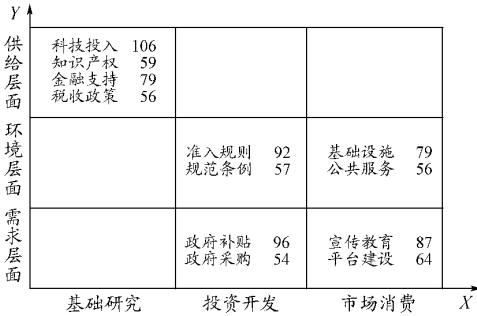 Y
供给层面
科技投入 106
知识产权 59
金融支持 79
税收政策 56
环境层面
准入规则 92
规范条例 57
基础设施 79
公共服务 56
需求层面
政府补贴 96
政府采购 54
宣传教育 87
平台建设 64
基础研究 投资开发 市场消费 X